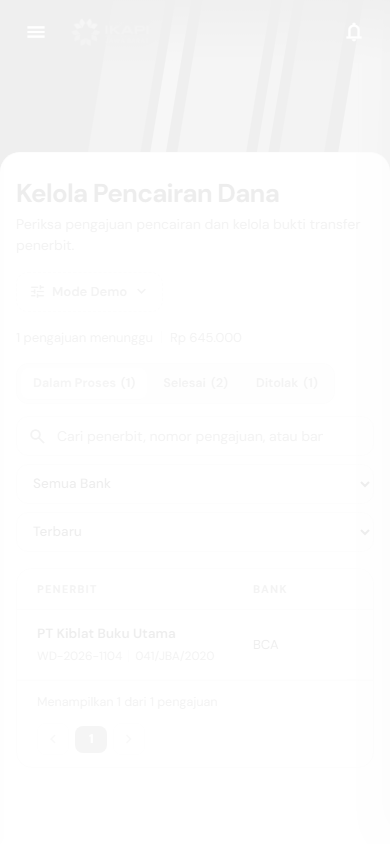 IKAPI
Kelola Pencairan Dana
Periksa pengajuan pencairan dan kelola bukti transfer
penerbit.
Mode Demo
1 pengajuan menunggu Rp 645.000
Dalam Proses (1) Selesai (2) Ditolak (1)
Cari penerbit, nomor pengajuan, atau ban
Semua Bank
Terbaru
PENERBIT BANK
PT Kiblat Buku Utama
WD-2026-1104 041/JBA/2020
BCA
Menampilkan 1 dari 1 pengajuan
‹ 1 ›